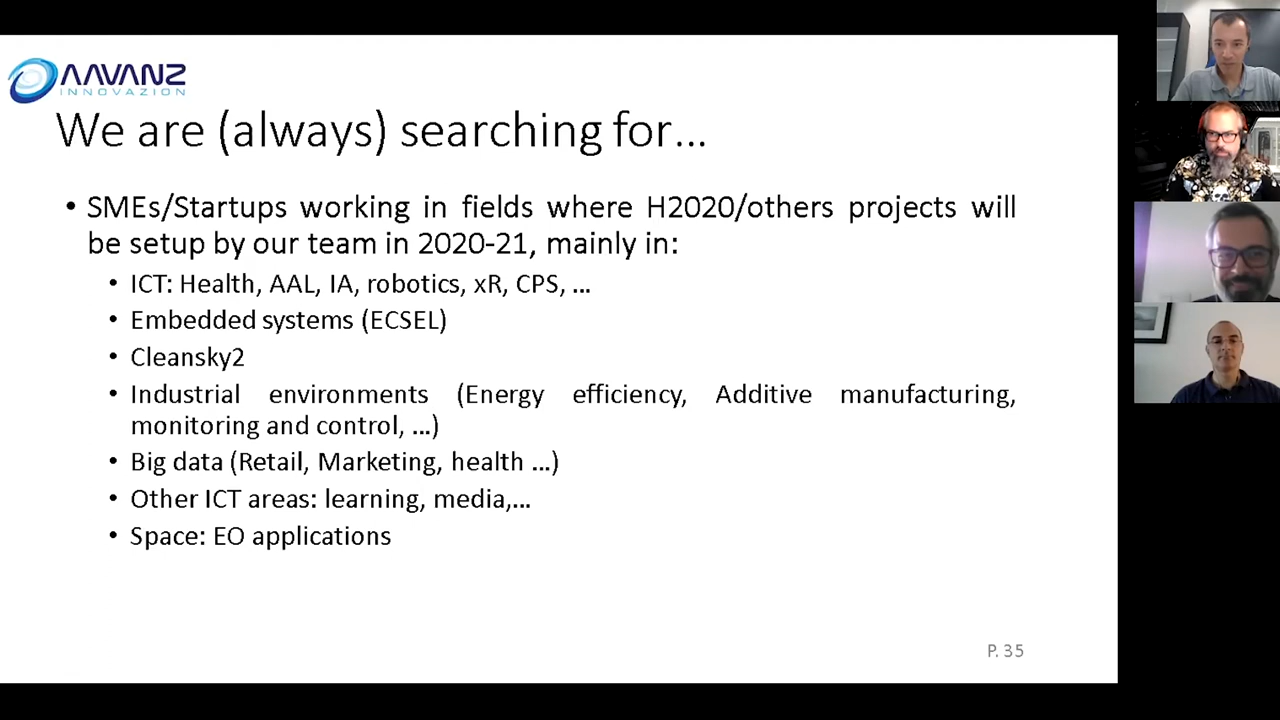 AAVANZ
INNOVAZION
We are (always) searching for...
• SMEs/Startups working in fields where H2020/others projects will
be setup by our team in 2020-21, mainly in:
• ICT: Health, AAL, IA, robotics, xR, CPS, ...
• Embedded systems (ECSEL)
• Cleansky2
• Industrial environments (Energy efficiency, Additive manufacturing,
monitoring and control, ...)
• Big data (Retail, Marketing, health ...)
• Other ICT areas: learning, media,...
• Space: EO applications
P. 35